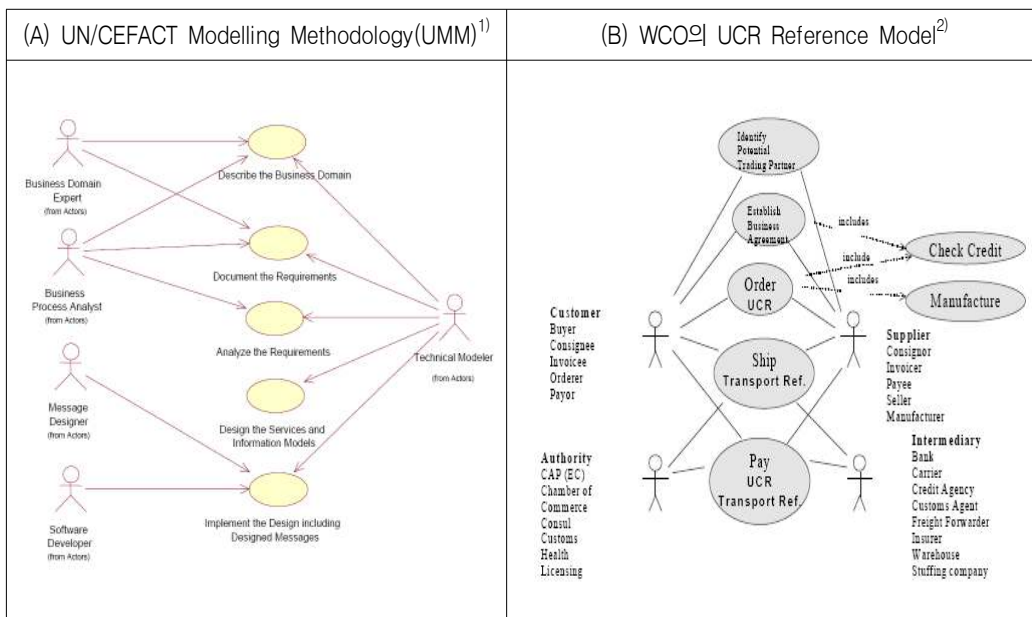 (A) UN/CEFACT Modelling Methodology(UMM)1)
(B) WCO의 UCR Reference Model2)
Business Domain
Expert
(from Actors)
Business
Process Analyst
(from Actors)
Message
Designer
(from Actors)
Software
Developer
(from Actors)
Describe the Business Domain
Document the Requirements
Analyze the Requirements
Design the Services and
Information Models
Implement the Design including
Designed Messages
Technical Modeler
(from Actors)
Identify
Potential
Trading Partner
Establish
Business
Agreement
includes
Check Credit
include
Order
UCR
includes
Manufacture
Customer
Buyer
Consignee
Invoicee
Orderer
Payor
Ship
Transport Ref.
Supplier
Consignor
Invoicer
Payee
Seller
Manufacturer
Authority
CAP (EC)
Chamber of
Commerce
Consul
Customs
Health
Licensing
Pay
UCR
Transport Ref.
Intermediary
Bank
Carrier
Credit Agency
Customs Agent
Freight Forwarder
Insurer
Warehouse
Stuffing company